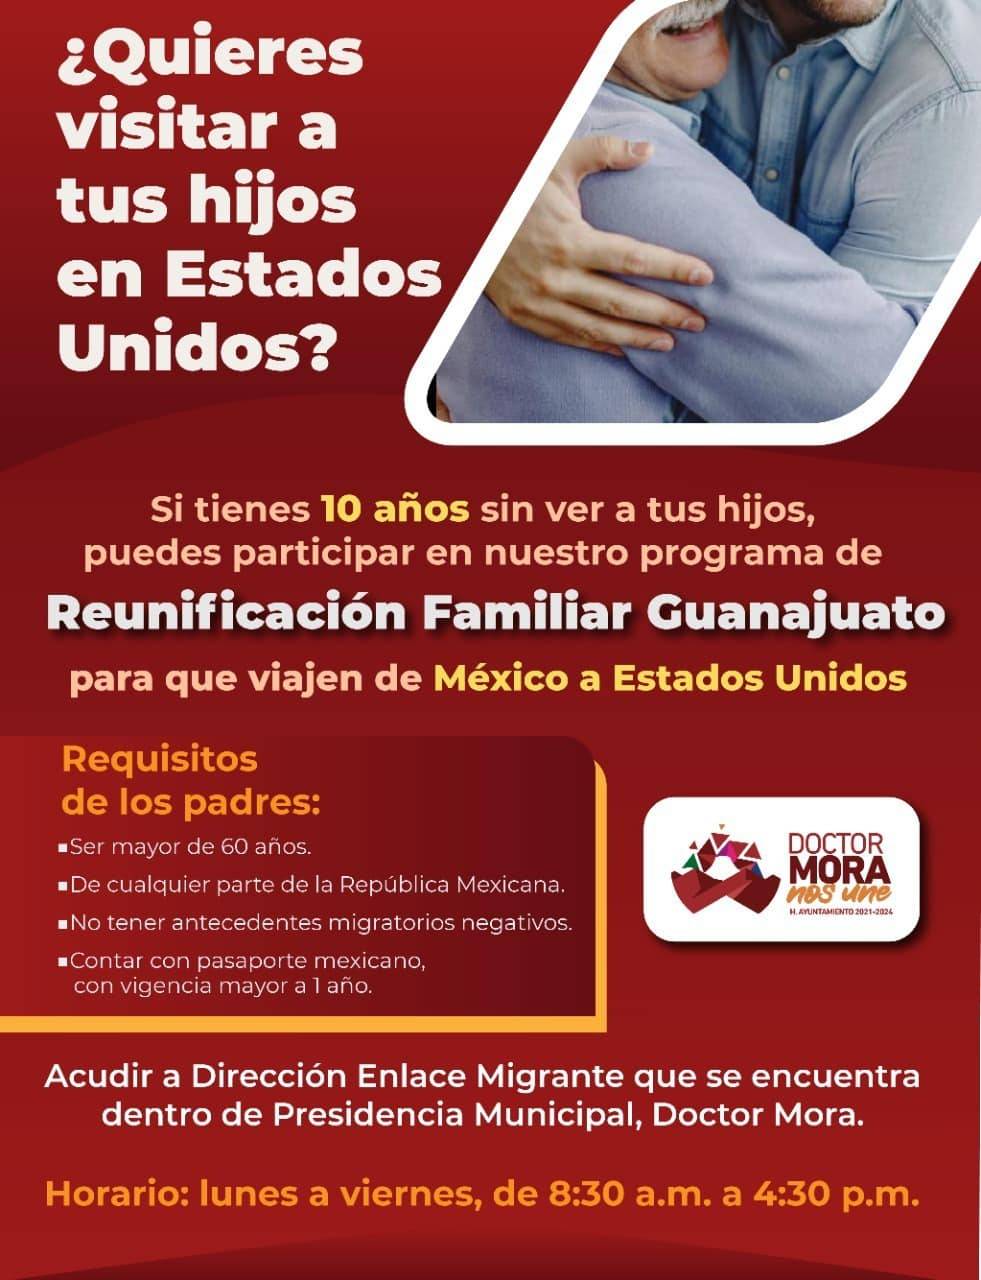 ¿Quieres
visitar a
tus hijos
en Estados
Unidos?
Si tienes 10 años sin ver a tus hijos,
puedes participar en nuestro programa de
Reunificación Familiar Guanajuato
para que viajen de México a Estados Unidos
Requisitos
de los padres:
▪Ser mayor de 60 años.
▪De cualquier parte de la República Mexicana.
▪No tener antecedentes migratorios negativos.
▪Contar con pasaporte mexicano,
con vigencia mayor a 1 año.
DOCTOR
MORA
nos une
H. AYUNTAMIENTO 2021-2024
Acudir a Dirección Enlace Migrante que se encuentra
dentro de Presidencia Municipal, Doctor Mora.
Horario: lunes a viernes, de 8:30 a.m. a 4:30 p.m.